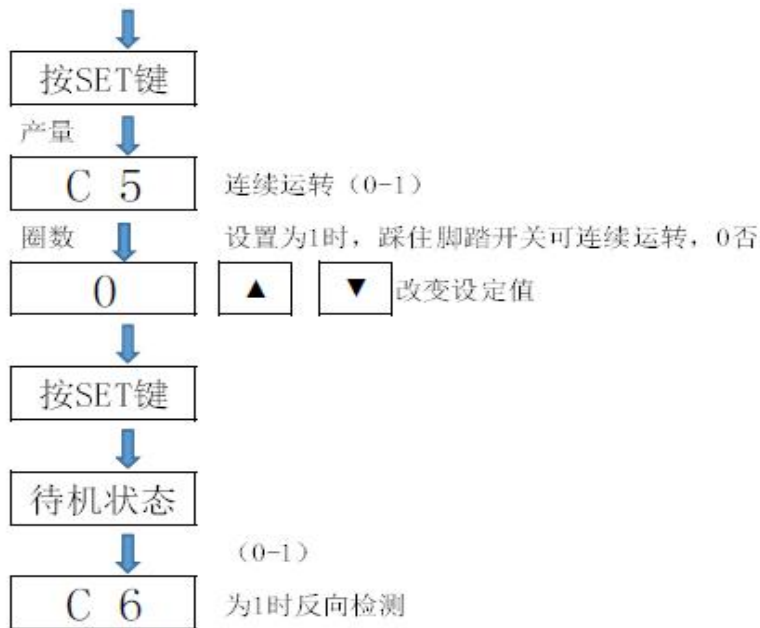 按SET键
产量
C 5 连续运转（0-1）
圈数 设置为1时，踩住脚踏开关可连续运转，0否
0 ▲ ▼ 改变设定值
按SET键
待机状态
（0-1）
C 6 为1时反向检测